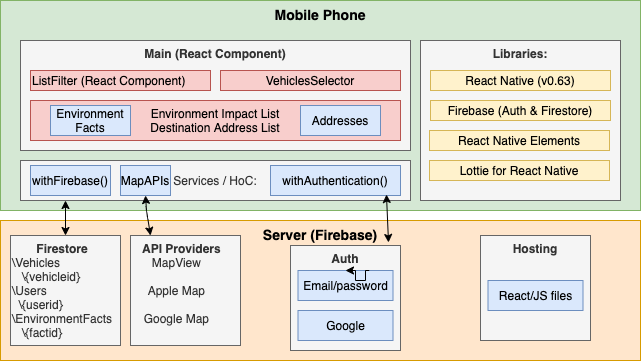 Mobile Phone
Main (React Component)
ListFilter (React Component)
VehiclesSelector
Environment
Facts
Environment Impact List
Destination Address List
Addresses
Libraries:
React Native (v0.63)
Firebase (Auth & Firestore)
React Native Elements
Lottie for React Native
withFirebase()
MapAPIs
Services / HoC:
withAuthentication()
Server (Firebase)
Firestore
\Vehicles
\{vehicleid}
\Users
\{userid}
\EnvironmentFacts
\{factid}
API Providers
MapView
Apple Map
Google Map
Auth
Email/password
Google
Hosting
React/JS files